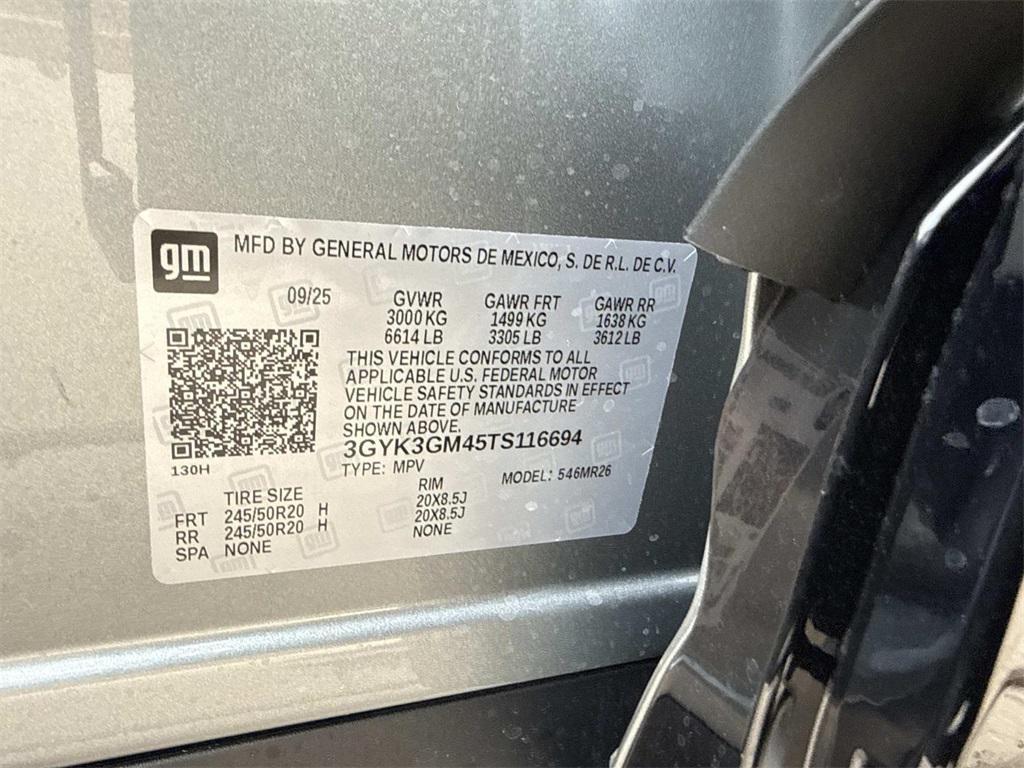 gm
MFD BY GENERAL MOTORS DE MEXICO, S. DE R.L. DE C.V.
09/25 GVWR GAWR FRT GAWR RR
3000 KG 1499 KG 1638 KG
6614 LB 3305 LB 3612 LB
THIS VEHICLE CONFORMS TO ALL
APPLICABLE U.S. FEDERAL MOTOR
VEHICLE SAFETY STANDARDS IN EFFECT
ON THE DATE OF MANUFACTURE
SHOWN ABOVE.
3GYK3GM45TS116694
130H
TYPE: MPV MODEL: 546MR26
TIRE SIZE RIM
FRT 245/50R20 H 20X8.5J
RR 245/50R20 H 20X8.5J
SPA NONE NONE